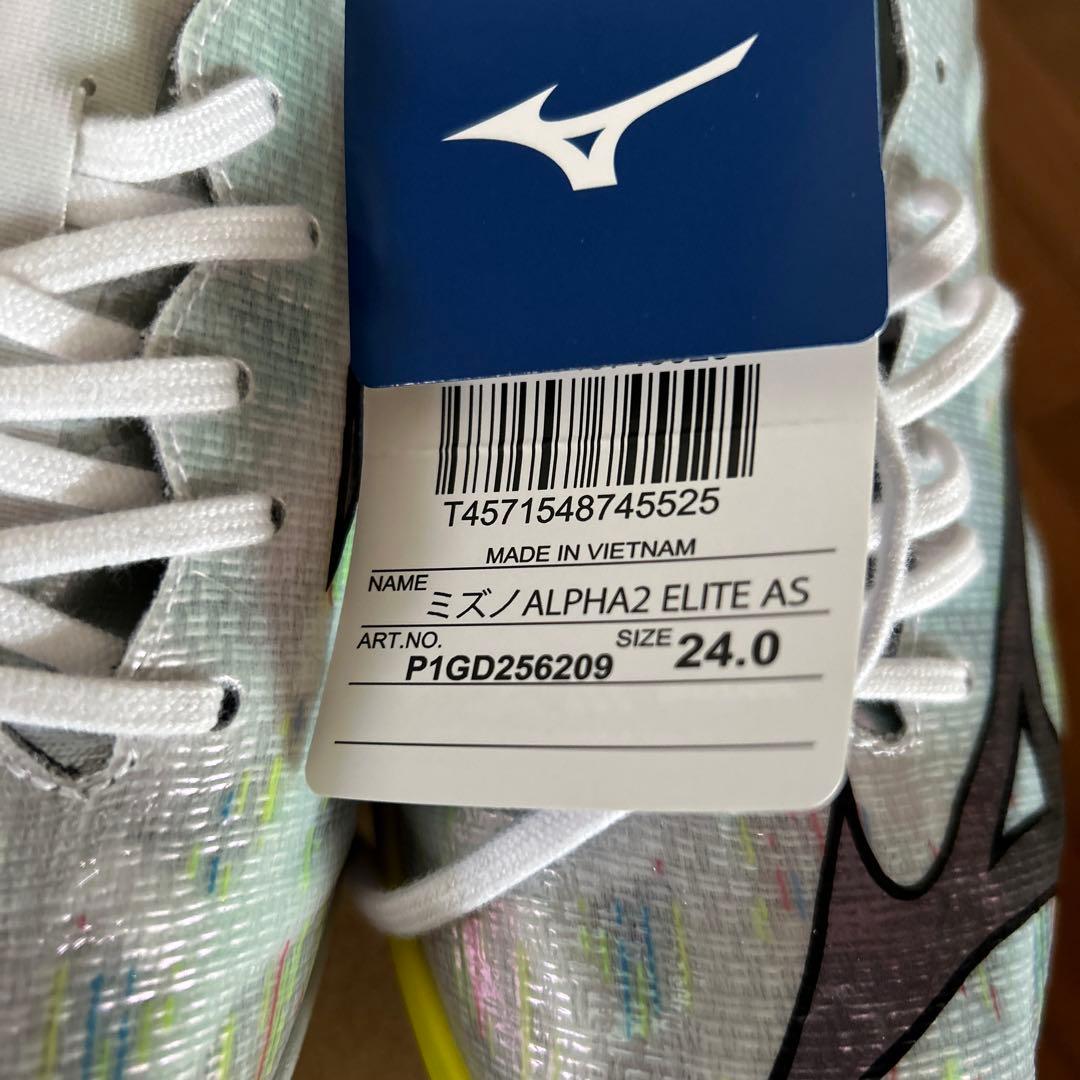 T4571548745525
MADE IN VIETNAM
NAME ミズノALPHA2 ELITE AS
ART.NO. P1GD256209 SIZE 24.0